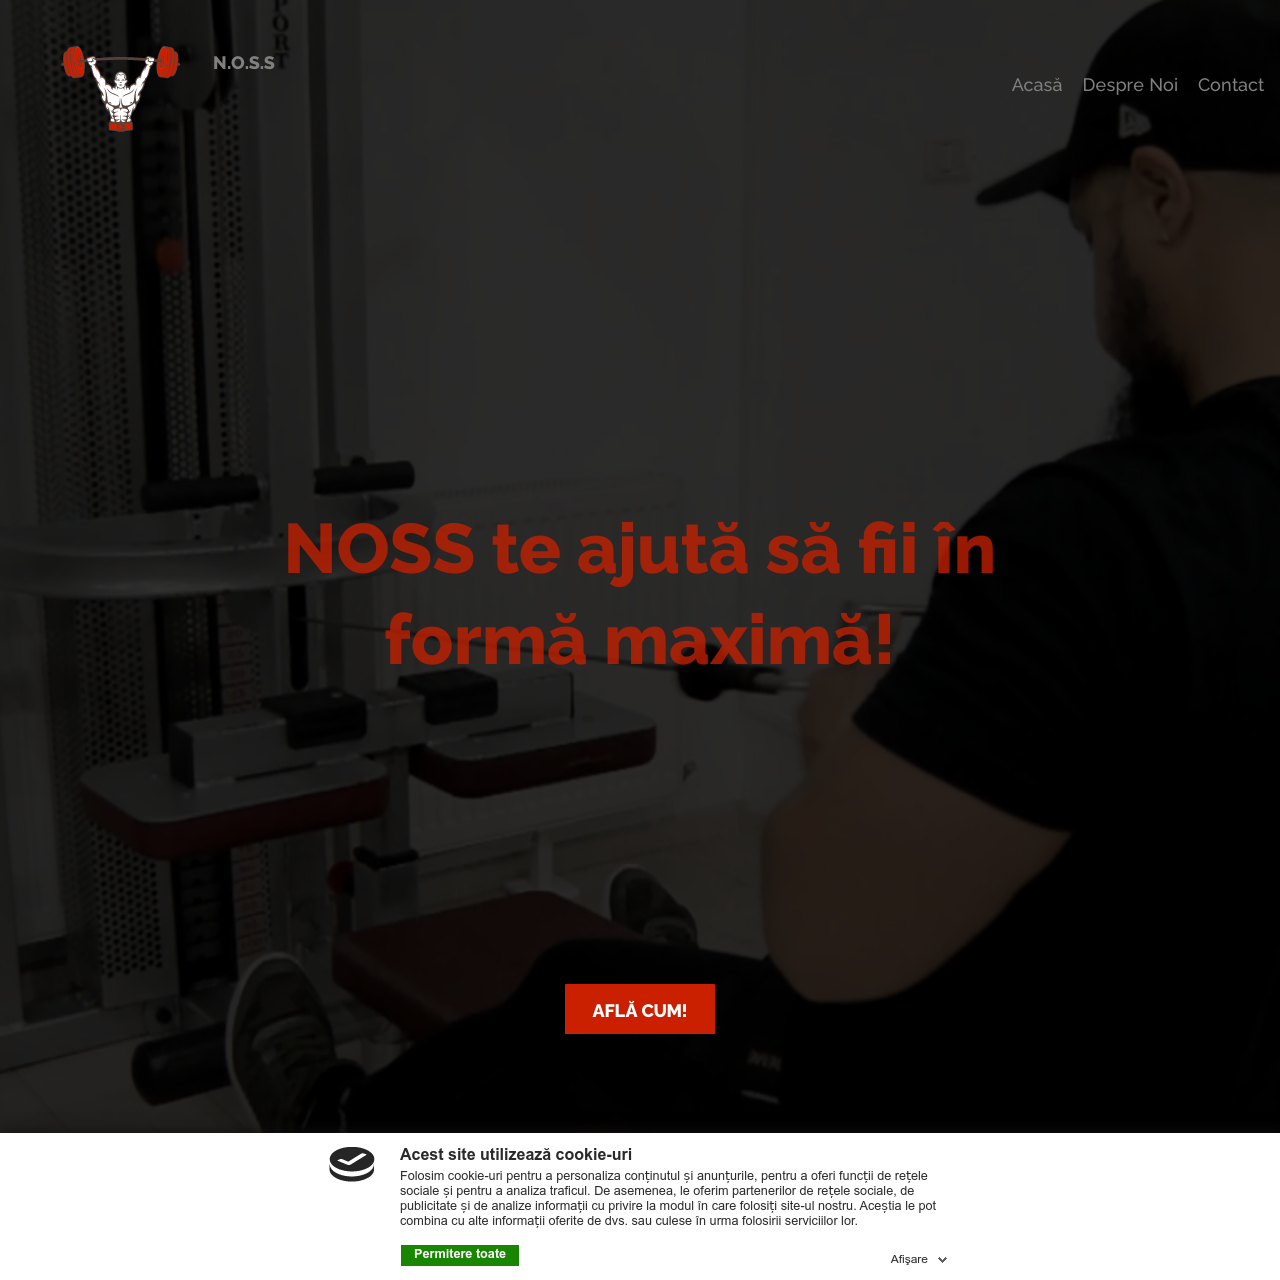 PORT
N.O.S.S
Acasă Despre Noi Contact
NOSS te ajută să fii în
formă maximă!
AFLĂ CUM!
Acest site utilizează cookie-uri
Folosim cookie-uri pentru a personaliza conținutul și anunțurile, pentru a oferi funcții de rețele
sociale și pentru a analiza traficul. De asemenea, le oferim partenerilor de rețele sociale, de
publicitate și de analize informații cu privire la modul în care folosiți site-ul nostru. Aceștia le pot
combina cu alte informații oferite de dvs. sau culese în urma folosirii serviciilor lor.
Permitere toate
Afişare